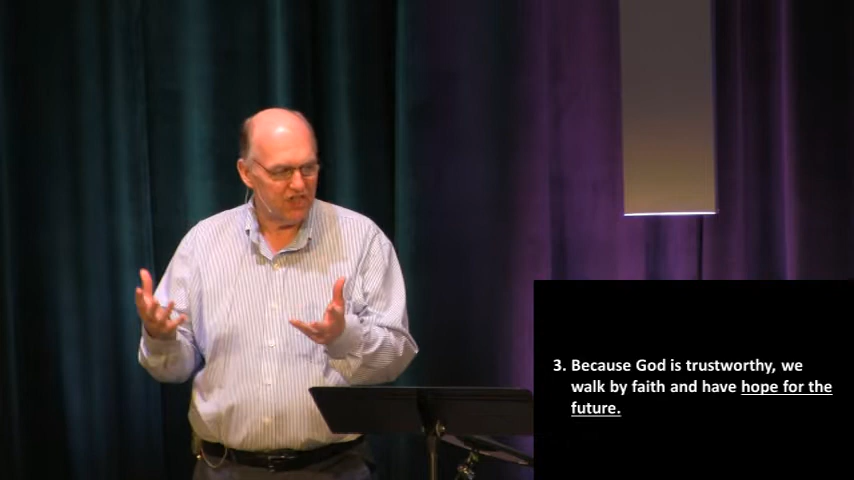 3. Because God is trustworthy, we
walk by faith and have hope for the
future.